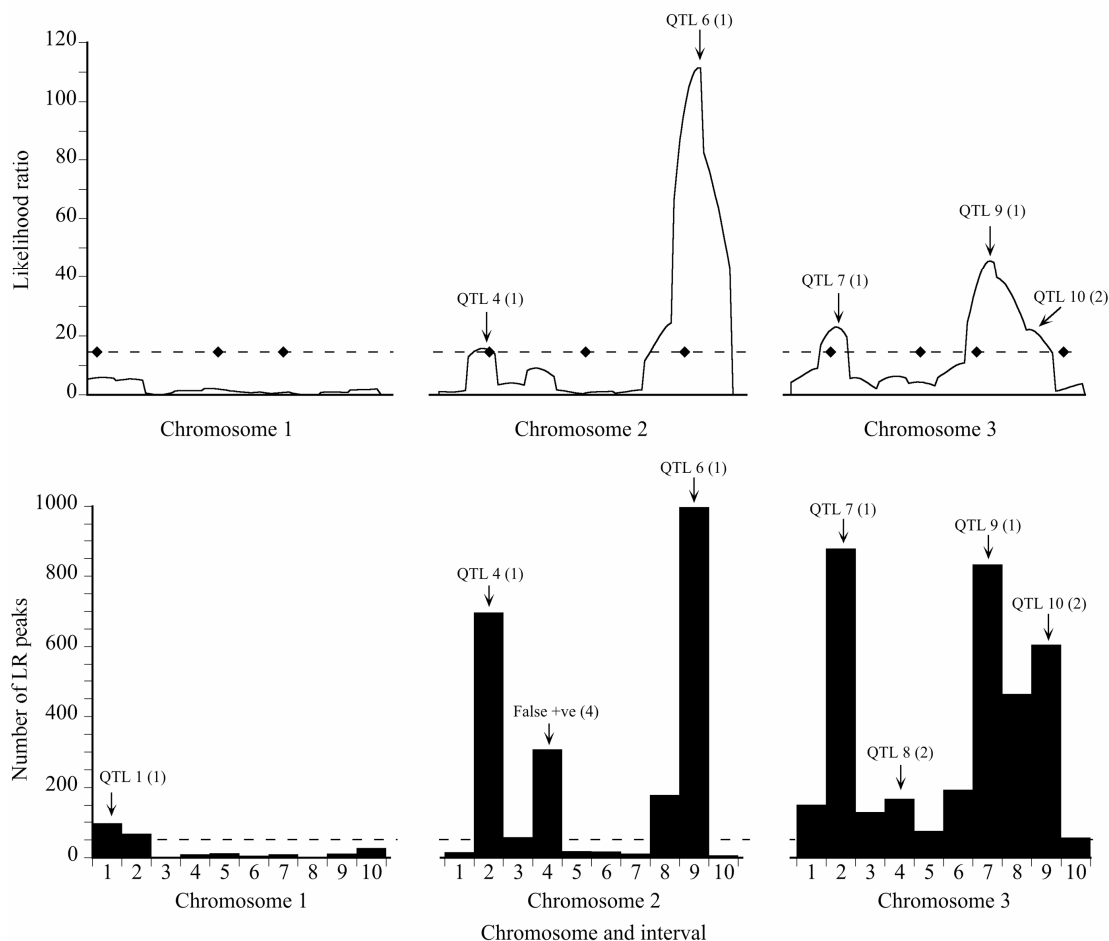 QTL 6 (1)
120
100
80
60
40
20
0
Likelihood ratio
QTL 9 (1)
QTL 7 (1)
QTL 4 (1)
QTL 10 (2)
Chromosome 1
Chromosome 2
Chromosome 3
QTL 6 (1)
1000
800
600
400
200
0
Number of LR peaks
QTL 7 (1)
QTL 9 (1)
QTL 4 (1)
QTL 10 (2)
False +ve (4)
QTL 8 (2)
QTL 1 (1)
1 2 3 4 5 6 7 8 9 10
1 2 3 4 5 6 7 8 9 10
1 2 3 4 5 6 7 8 9 10
Chromosome 1
Chromosome 2
Chromosome 3
Chromosome and interval